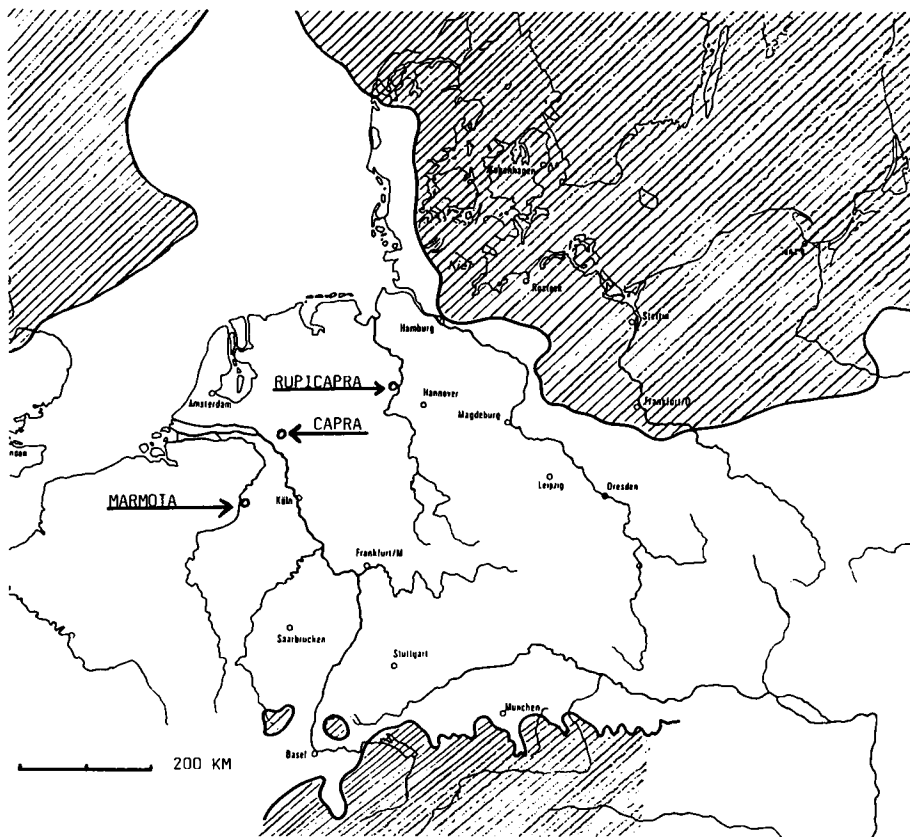 Kopenhagen
Kiel
Rostock
Stettin
Hamburg
RUPICAPRA
Amsterdam
Hannover
Frankfurt/O
Magdeburg
CAPRA
Leipzig
Dresden
MARMOTA
Köln
Frankfurt/M
Saarbrücken
Stuttgart
München
Basel
200 KM